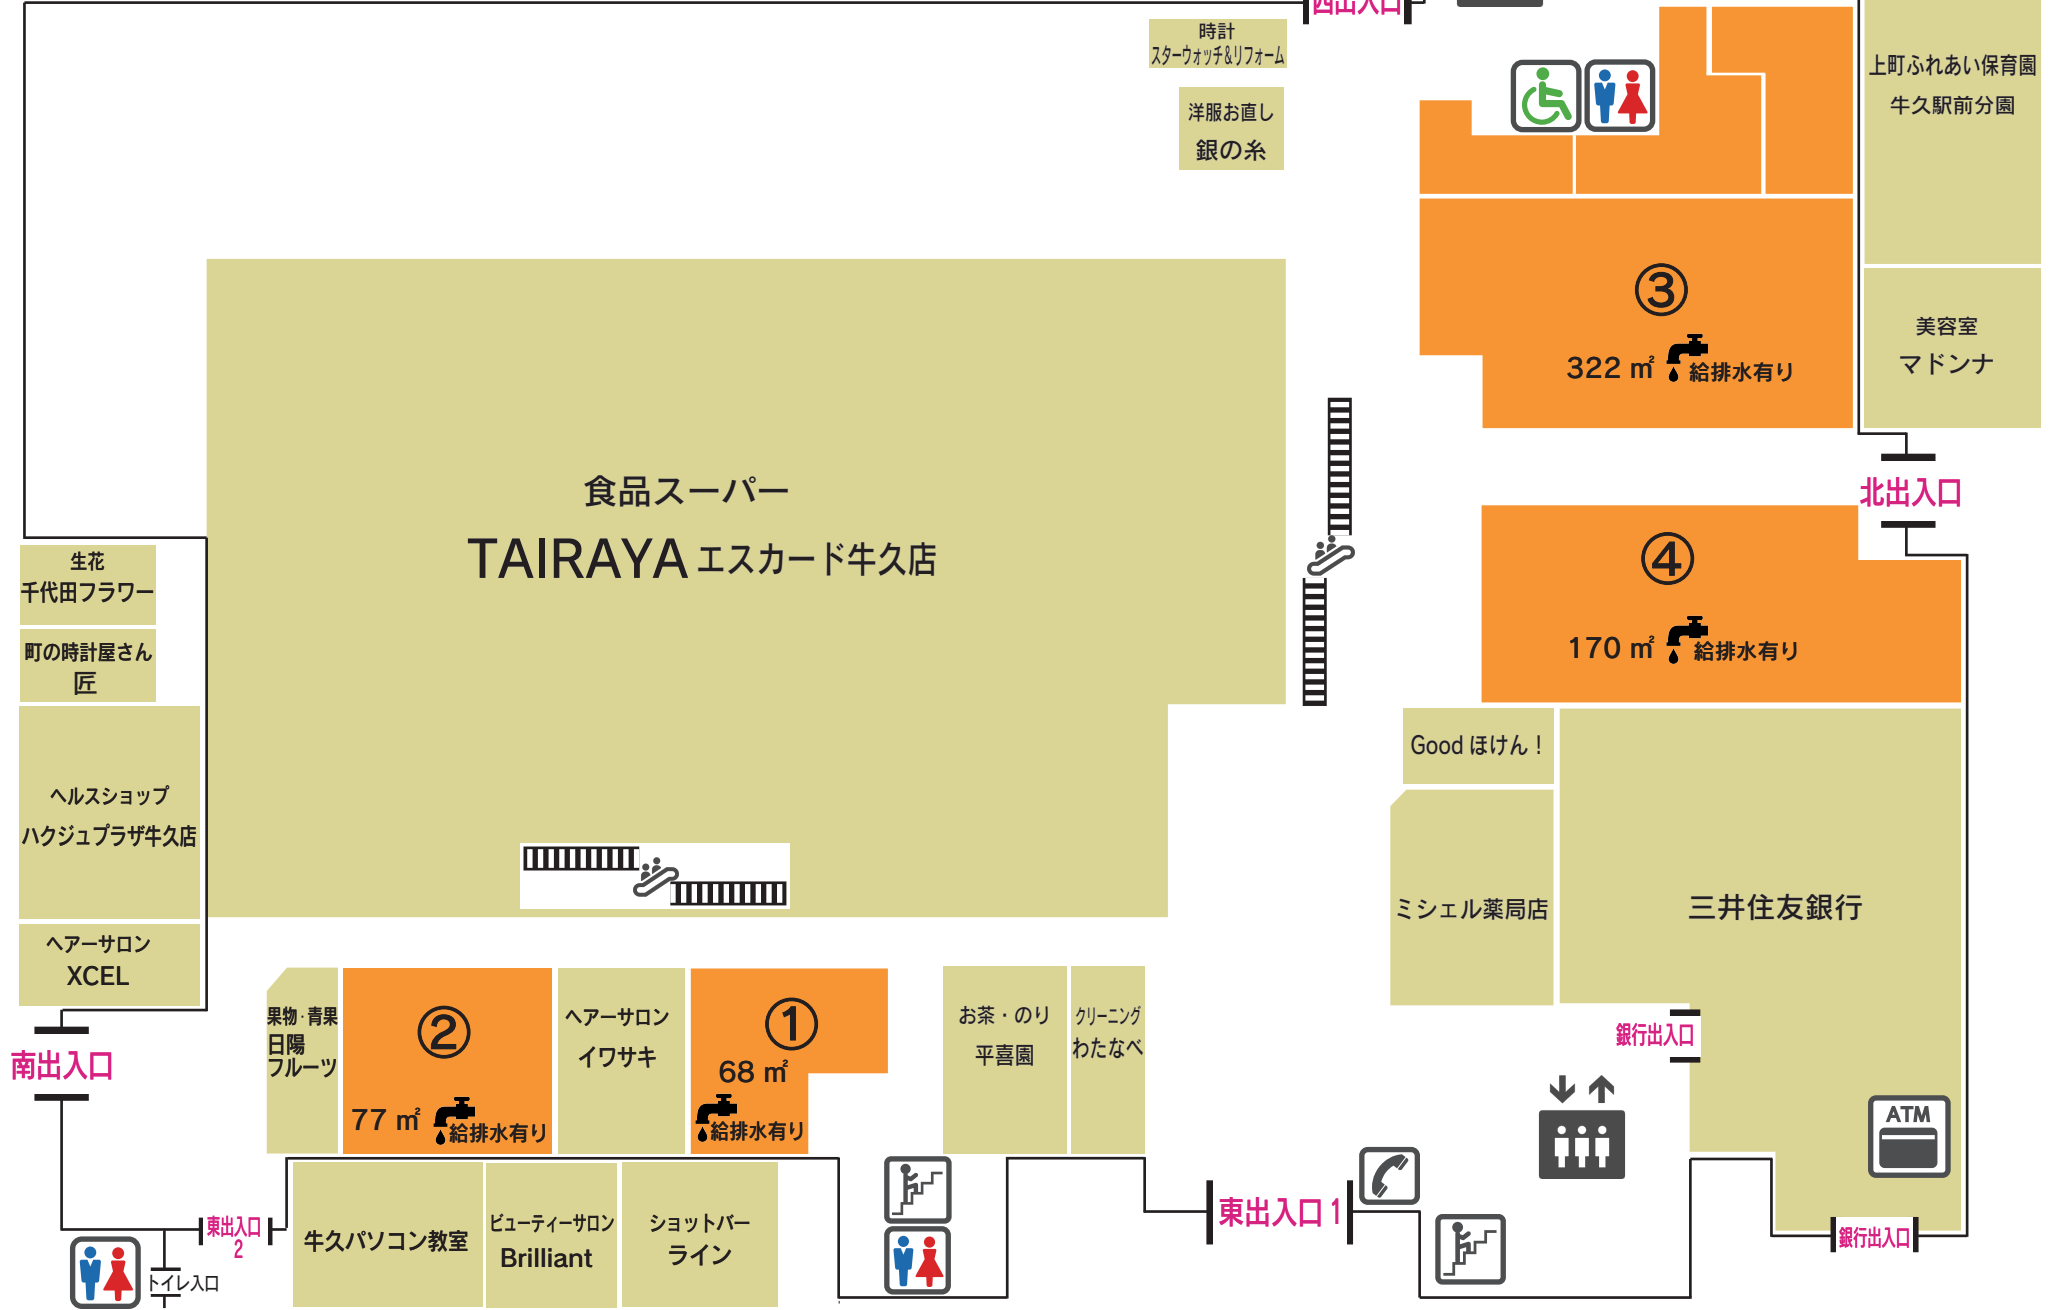 西出入口
時計
スターウォッチ&リフォーム
洋服お直し
銀の糸
上町ふれあい保育園
牛久駅前分園
③
322 ㎡
給排水有り
美容室
マドンナ
北出入口
食品スーパー
TAIRAYA エスカード牛久店
④
170 ㎡
給排水有り
生花
千代田フラワー
町の時計屋さん
匠
ヘルスショップ
ハクジュプラザ牛久店
ヘアーサロン
XCEL
南出入口
Good ほけん！
ミシェル薬局店
三井住友銀行
銀行出入口
果物・青果
日陽
フルーツ
②
77 ㎡
給排水有り
ヘアーサロン
イワサキ
①
68 ㎡
給排水有り
お茶・のり
平喜園
クリーニング
わたなべ
ATM
東出入口 1
東出入口
2
トイレ入口
牛久パソコン教室
ビューティーサロン
Brilliant
ショットバー
ライン
銀行出入口